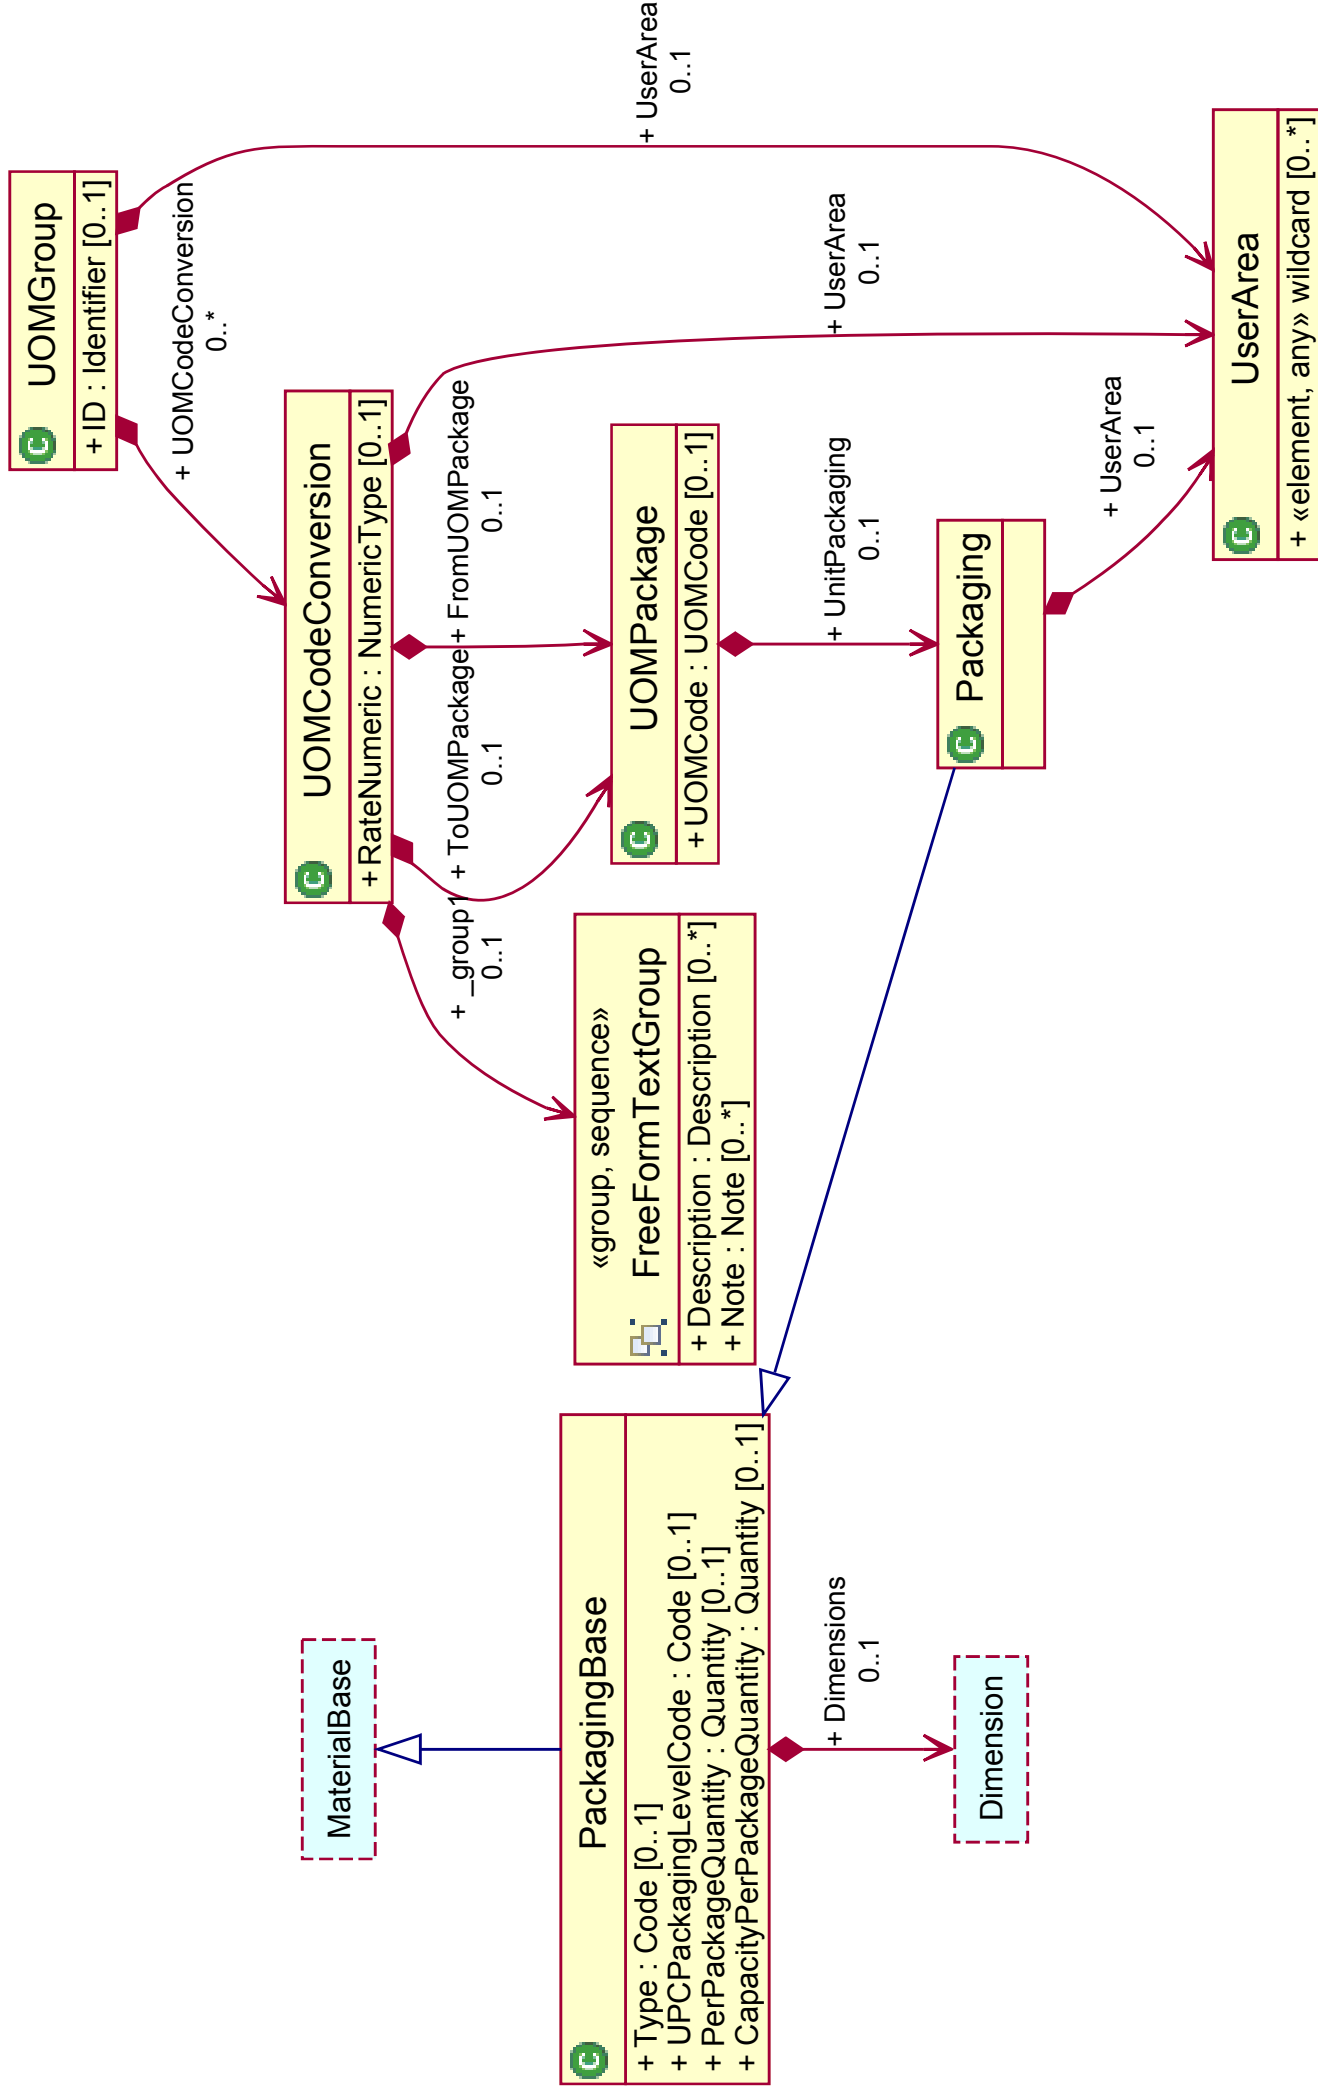 UOMGroup
+ ID : Identifier [0..1]
+ UOMCodeConversion
0..*
+ UserArea
0..1
UOMCodeConversion
+ RateNumeric : NumericType [0..1]
+ _group1
0..1
+ ToUOMPackage
0..1
+ FromUOMPackage
0..1
+ UserArea
0..1
«group, sequence»
FreeFormTextGroup
+ Description : Description [0..*]
+ Note : Note [0..*]
UOMPackage
+ UOMCode : UOMCode [0..1]
+ UnitPackaging
0..1
Packaging
+ UserArea
0..1
UserArea
+ «element, any» wildcard [0..*]
MaterialBase
PackagingBase
+ Type : Code [0..1]
+ UPCPackagingLevelCode : Code [0..1]
+ PerPackageQuantity : Quantity [0..1]
+ CapacityPerPackageQuantity : Quantity [0..1]
+ Dimensions
0..1
Dimension